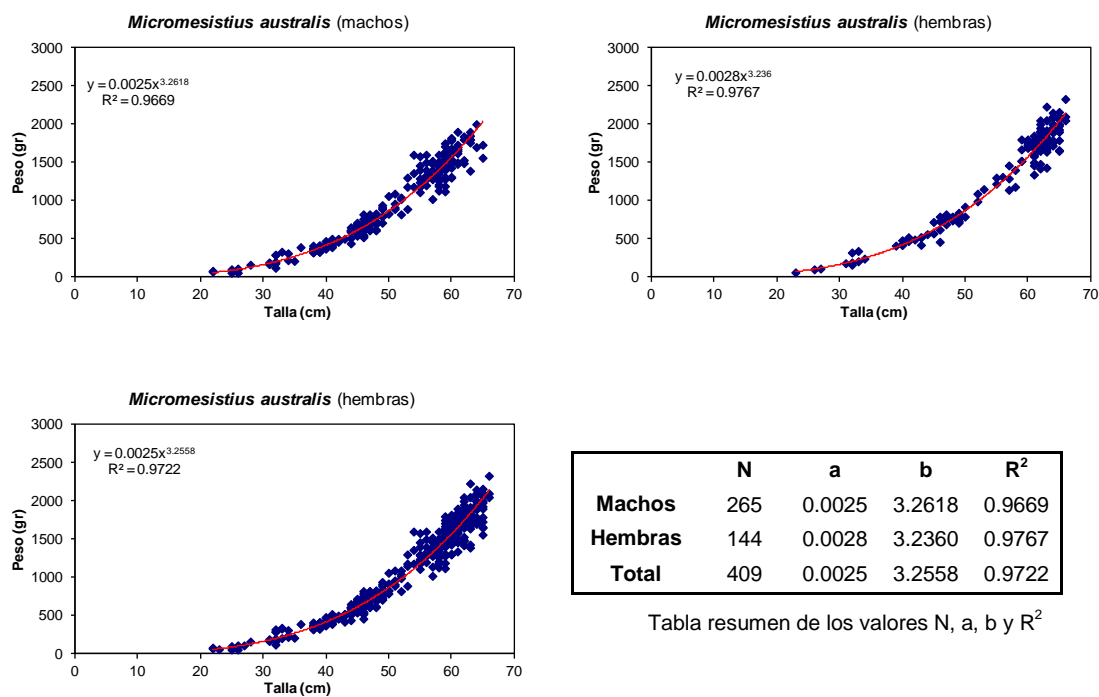 Micromesistius australis (machos)
3000
2500
2000
1500
1000
500
0
Peso (gr)
y = 0.0025x^3.2618
R² = 0.9669
0 10 20 30 40 50 60 70
Talla (cm)
Micromesistius australis (hembras)
3000
2500
2000
1500
1000
500
0
Peso (gr)
y = 0.0028x^3.236
R² = 0.9767
0 10 20 30 40 50 60 70
Talla (cm)
Micromesistius australis (hembras)
3000
2500
2000
1500
1000
500
0
Peso (gr)
y = 0.0025x^3.2558
R² = 0.9722
0 10 20 30 40 50 60 70
Talla (cm)
N a b R²
Machos 265 0.0025 3.2618 0.9669
Hembras 144 0.0028 3.2360 0.9767
Total 409 0.0025 3.2558 0.9722
Tabla resumen de los valores N, a, b y R²